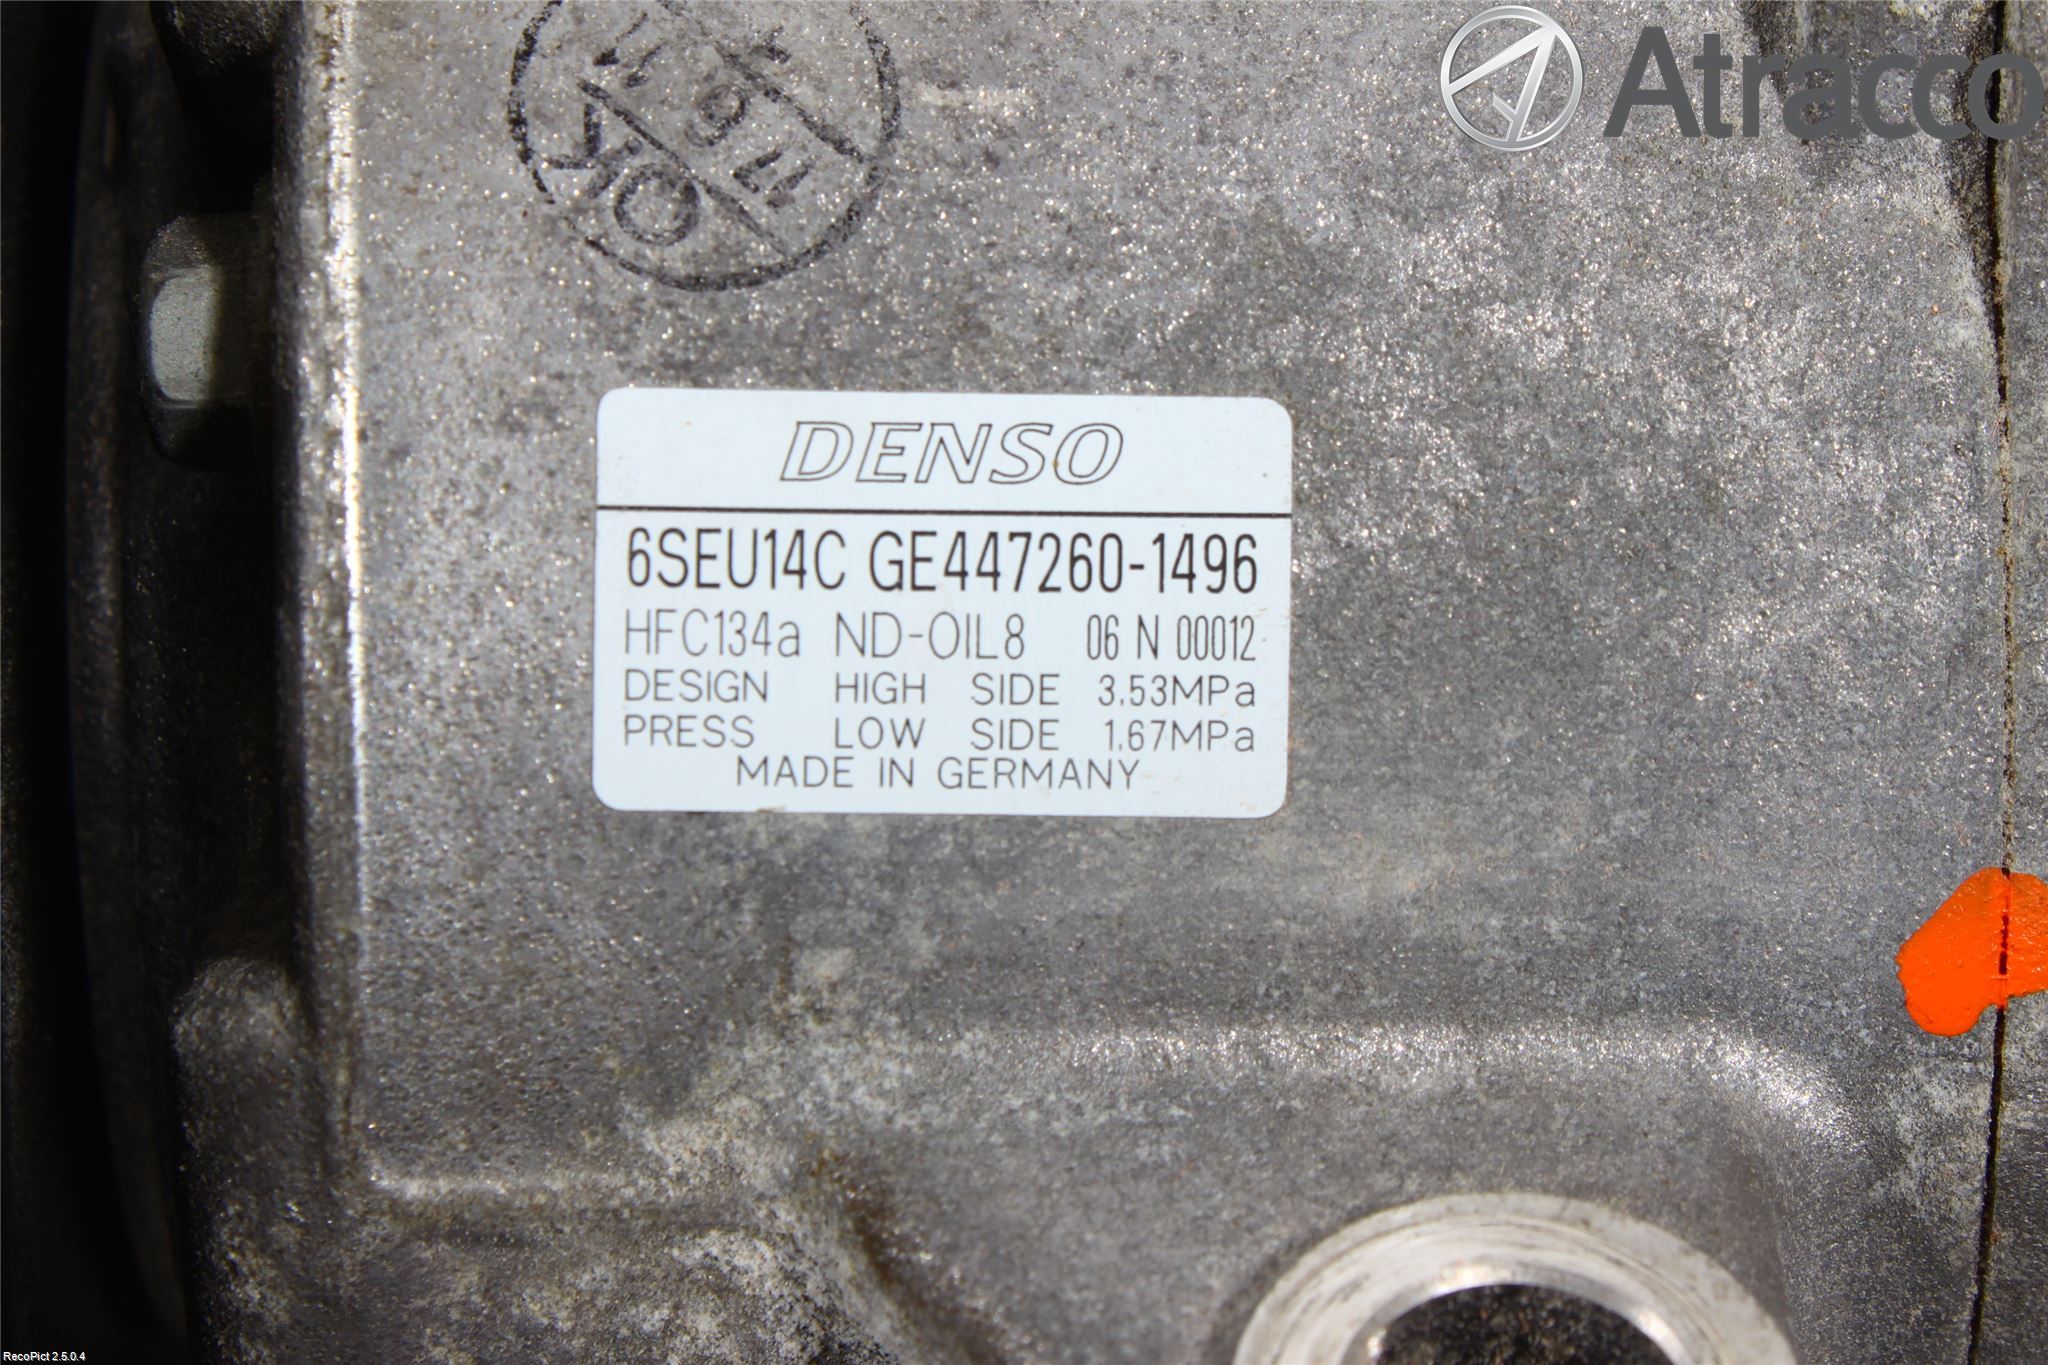 Atracco
OK
DENSO
6SEU14C GE447260-1496
HFC134a ND-OIL8 06 N 00012
DESIGN HIGH SIDE 3.53MPa
PRESS LOW SIDE 1.67MPa
MADE IN GERMANY
RecoPict 2.5.0.4